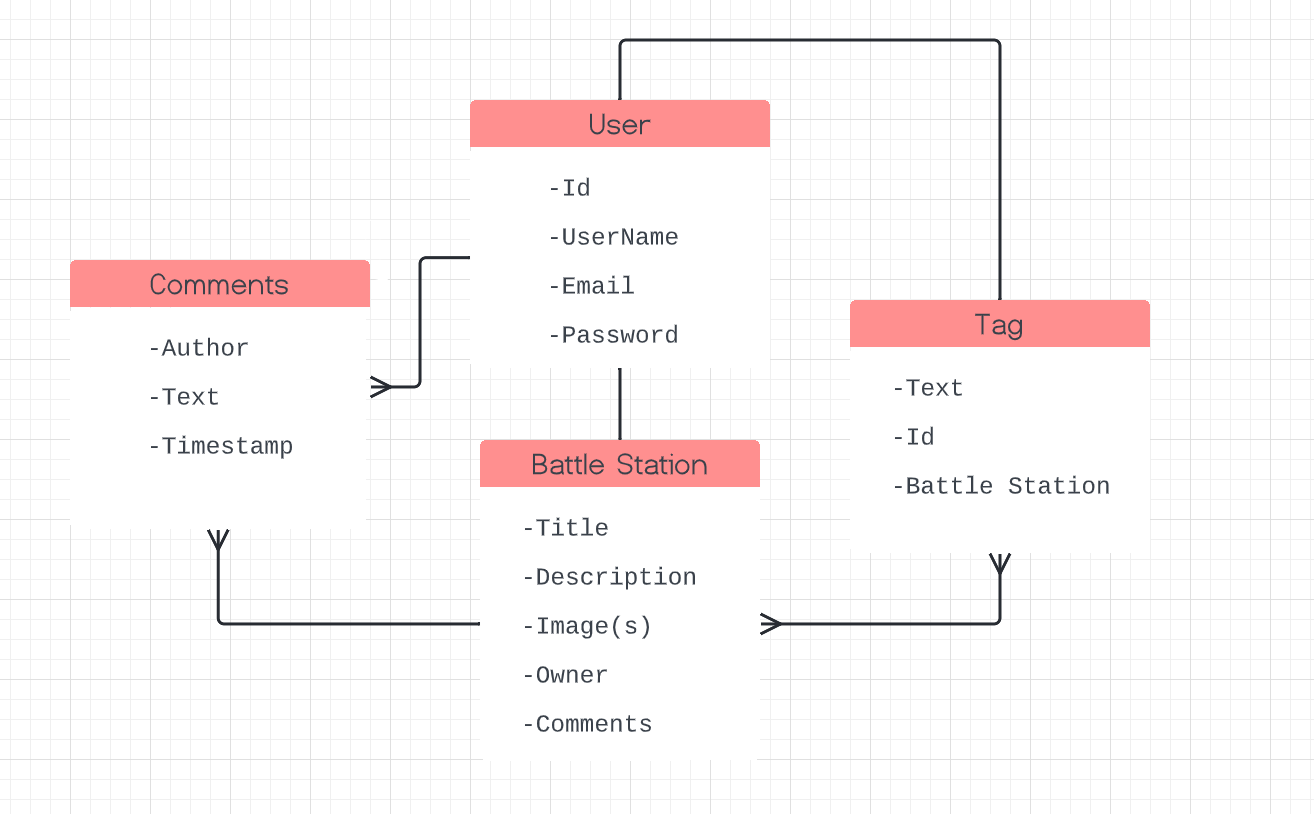 User
-Id
-UserName
-Email
-Password
Comments
-Author
-Text
-Timestamp
Tag
-Text
-Id
-Battle Station
Battle Station
-Title
-Description
-Image(s)
-Owner
-Comments